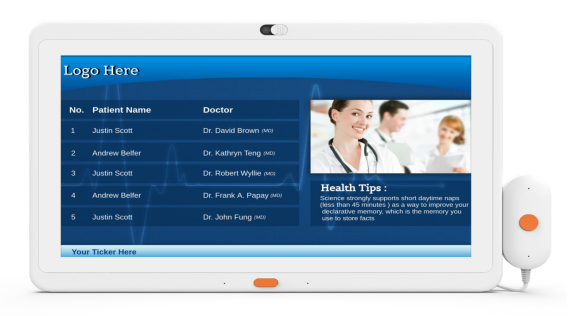 Logo Here
No. Patient Name Doctor
1 Justin Scott Dr. David Brown (MD)
2 Andrew Belfer Dr. Kathryn Teng (MD)
3 Justin Scott Dr. Robert Wyllie (MD)
4 Andrew Belfer Dr. Frank A. Papay (MD)
5 Justin Scott Dr. John Fung (MD)
Health Tips :
Science strongly supports short daytime naps
(less than 45 minutes ) as a way to improve your
declarative memory, which is the memory you
use to store facts
Your Ticker Here